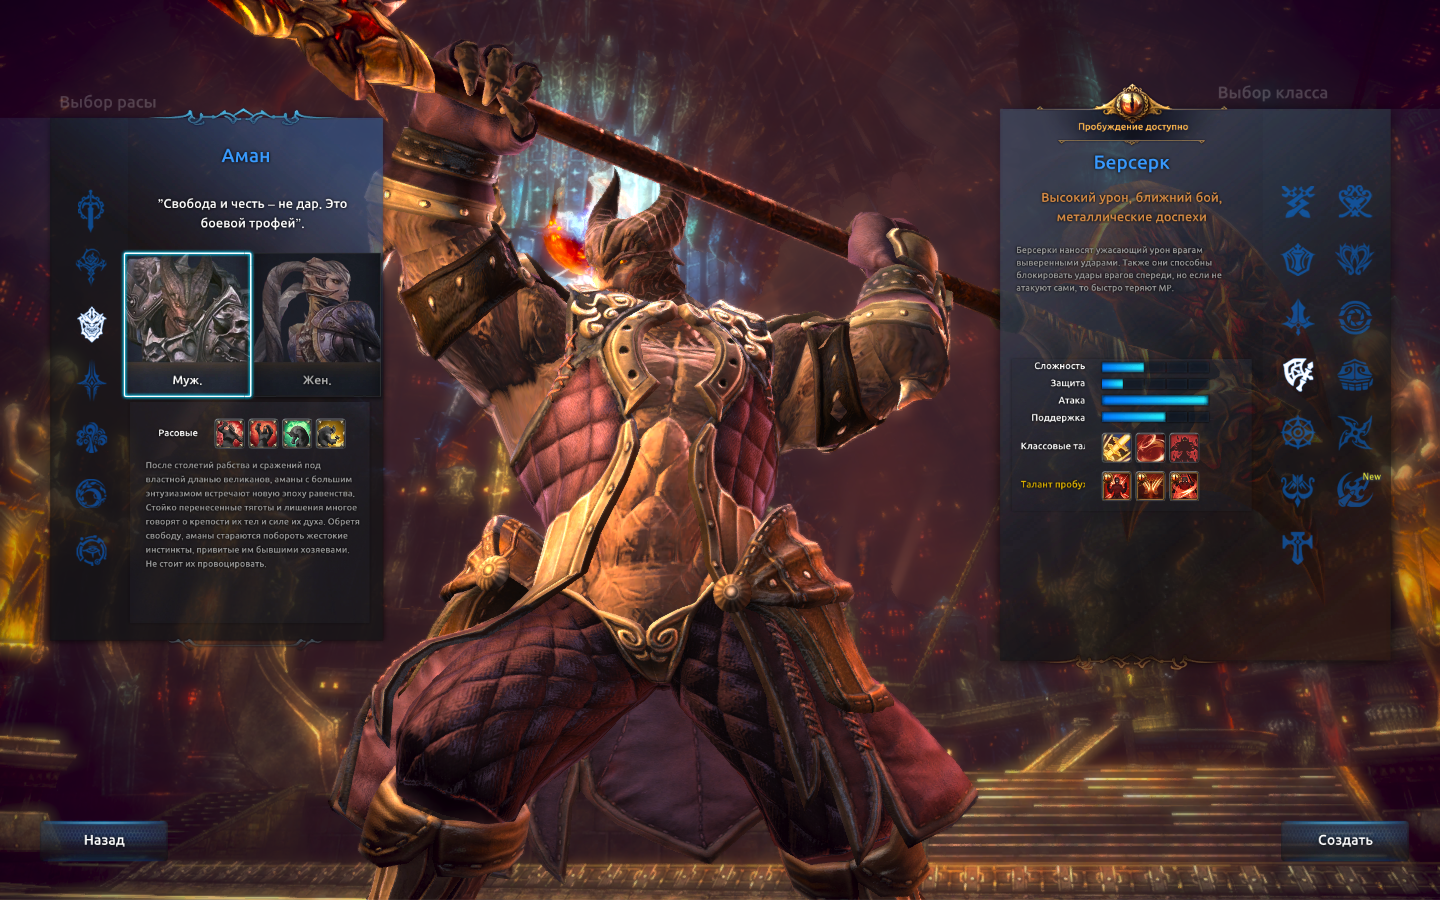 Выбор расы
Аман
"Свобода и честь – не дар. Это
боевой трофей".
Муж.
Жен.
Расовые
После столетий рабства и сражений под
властной дланью великанов, аманы с большим
энтузиазмом встречают новую эпоху равенства.
Стойко перенесенные тяготы и лишения многое
говорят о крепости их тел и силе их духа. Обретя
свободу, аманы стараются побороть жестокие
инстинкты, привитые им бывшими хозяевами.
Не стоит их провоцировать.
Назад
Выбор класса
Пробуждение доступно
Берсерк
Высокий урон, ближний бой,
металлические доспехи
Берсерки наносят ужасающий урон врагам
выверенными ударами. Также они способны
блокировать удары врагов спереди, но если не
атакуют сами, то быстро теряют MP.
Сложность
Защита
Атака
Поддержка
Классовые та
Талант пробу
New
Создать